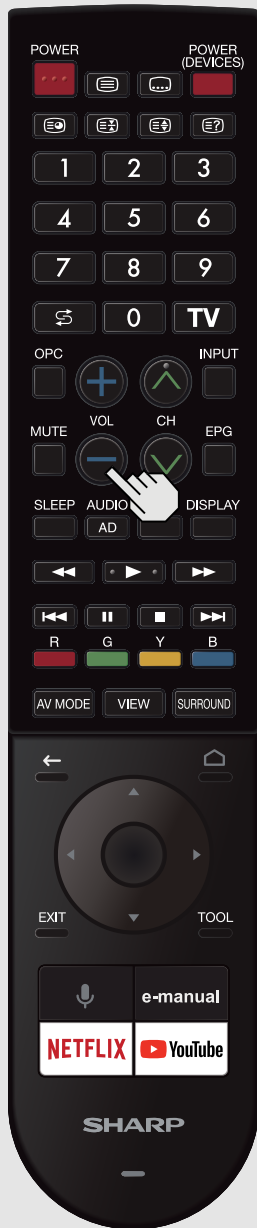 POWER
POWER
(DEVICES)
1 2 3
4 5 6
7 8 9
0 TV
OPC INPUT
VOL CH
MUTE EPG
SLEEP AUDIO DISPLAY
AD
R G Y B
AV MODE VIEW SURROUND
EXIT TOOL
e-manual
NETFLIX YouTube
SHARP